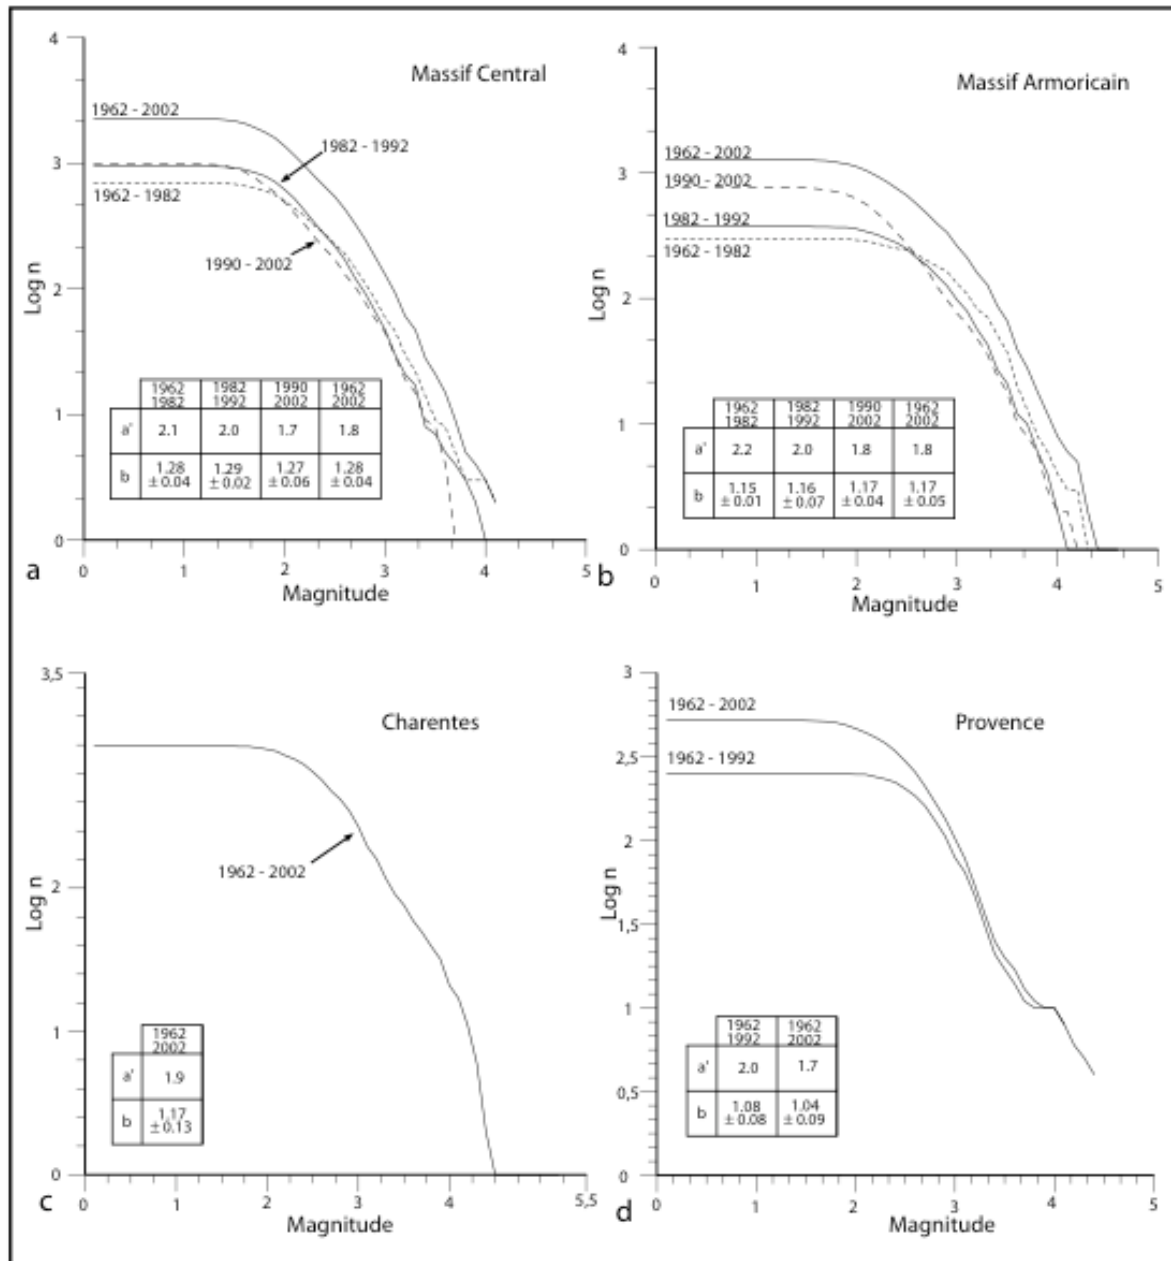 Massif Central
4
3
2
1
0
Log n
1962 - 2002
1982 - 1992
1962 - 1982
1990 - 2002
1962 1982 1990 1962
1982 1992 2002 2002
a' 2.1 2.0 1.7 1.8
b 1.28 1.29 1.27 1.28
± 0.04 ± 0.02 ± 0.06 ± 0.04
0 1 2 3 4 5
Magnitude
a
Massif Armoricain
4
3
2
1
0
Log n
1962 - 2002
1990 - 2002
1982 - 1992
1962 - 1982
1962 1982 1990 1962
1982 1992 2002 2002
a' 2.2 2.0 1.8 1.8
b 1.15 1.16 1.17 1.17
± 0.01 ± 0.07 ± 0.04 ± 0.05
0 1 2 3 4 5
Magnitude
b
Charentes
3,5
2
1
0
Log n
1962 - 2002
1962
2002
a' 1.9
b 1,17
± 0.13
0 1 2 3 4 5,5
Magnitude
c
Provence
3
2,5
2
1,5
1
0,5
0
Log n
1962 - 2002
1962 - 1992
1962 1962
1992 2002
a' 2.0 1.7
b 1.08 1.04
± 0.08 ± 0.09
0 1 2 3 4 5
Magnitude
d